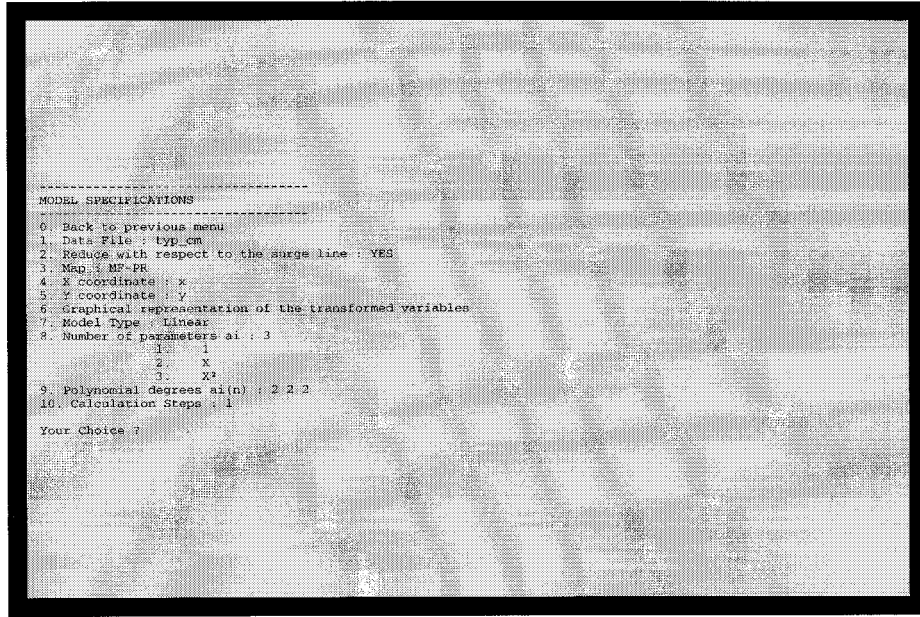 MODEL SPECIFICATIONS
0. Back to previous menu
1. Data File : typ_cm
2. Reduce with respect to the surge line : YES
3. Map : MF-PR
4. X coordinate : x
5. Y coordinate : y
6. Graphical representation of the transformed variables
7. Model Type : Linear
8. Number of parameters ai : 3
1. 1
2. X
3. X²
9. Polynomial degrees ai(n) : 2 2 2
10. Calculation Steps : 1
Your Choice ?